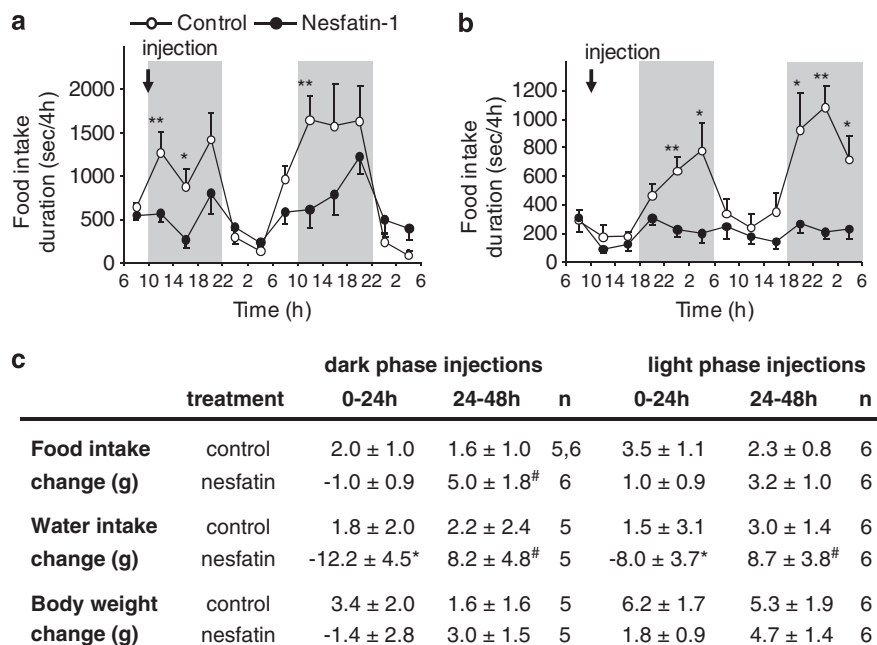 a
Control Nesfatin-1
injection
Food intake
duration (sec/4h)
2000
1500
1000
500
0
** * **
6 10 14 18 22 2 6 10 14 18 22 2 6
Time (h)
b
injection
Food intake
duration (sec/4h)
1200
1000
800
600
400
200
0
** * * ** *
6 10 14 18 22 2 6 10 14 18 22 2 6
Time (h)
c
dark phase injections light phase injections
treatment 0-24h 24-48h n 0-24h 24-48h n
Food intake control 2.0 ± 1.0 1.6 ± 1.0 5,6 3.5 ± 1.1 2.3 ± 0.8 6
change (g) nesfatin -1.0 ± 0.9 5.0 ± 1.8# 6 1.0 ± 0.9 3.2 ± 1.0 6
Water intake control 1.8 ± 2.0 2.2 ± 2.4 5 1.5 ± 3.1 3.0 ± 1.4 6
change (g) nesfatin -12.2 ± 4.5* 8.2 ± 4.8# 5 -8.0 ± 3.7* 8.7 ± 3.8# 6
Body weight control 3.4 ± 2.0 1.6 ± 1.6 5 6.2 ± 1.7 5.3 ± 1.9 6
change (g) nesfatin -1.4 ± 2.8 3.0 ± 1.5 5 1.8 ± 0.9 4.7 ± 1.4 6